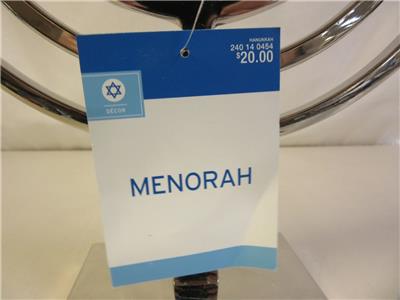 HANUKKAH
240 14 0454
$20.00
DÉCOR
MENORAH